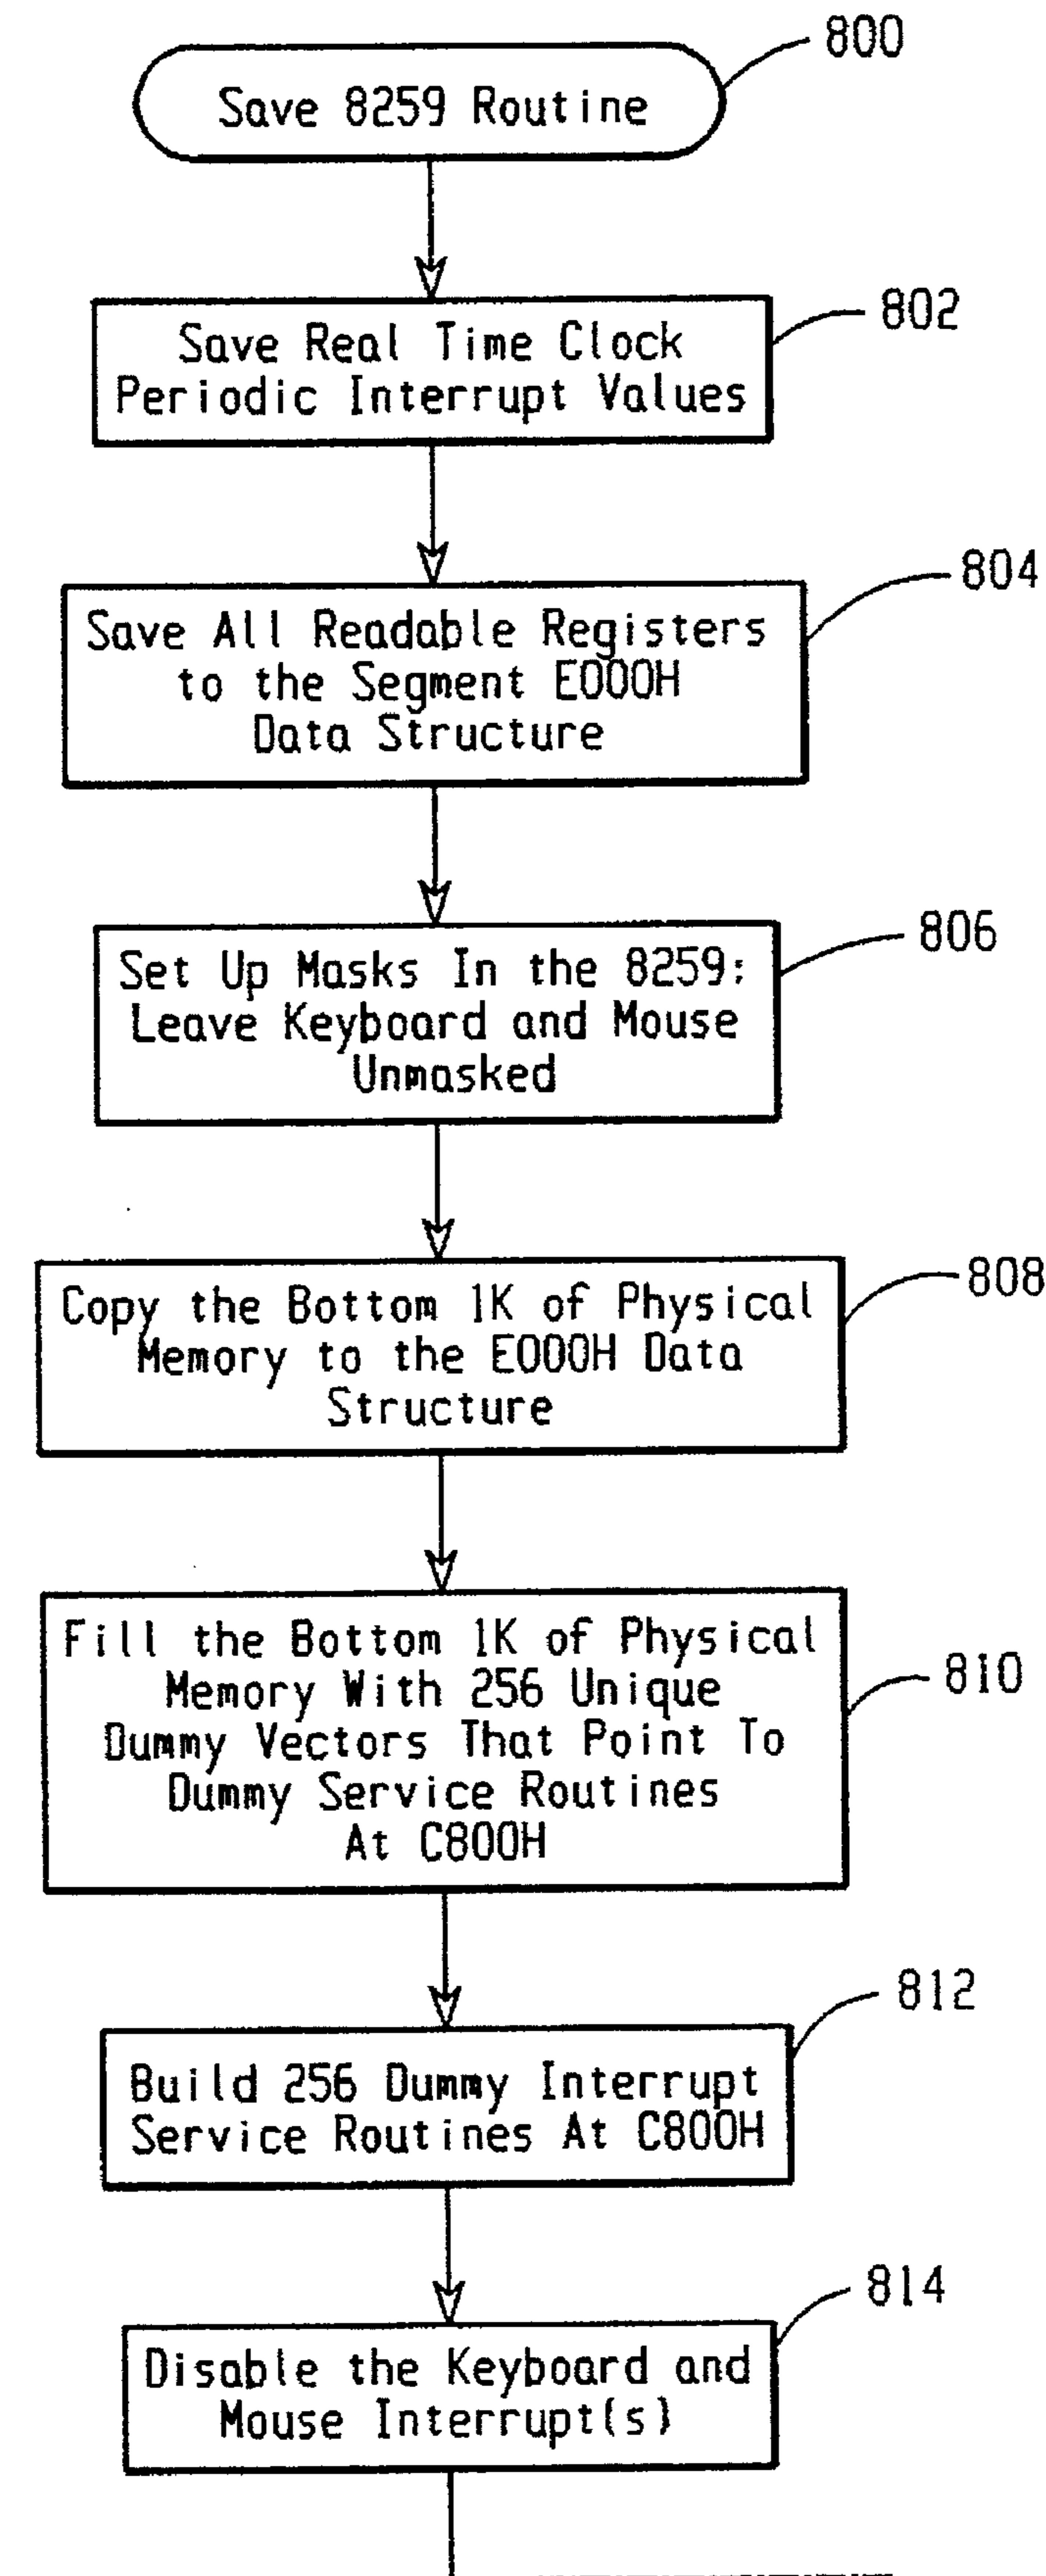 800
Save 8259 Routine
802
Save Real Time Clock
Periodic Interrupt Values
804
Save All Readable Registers
to the Segment E000H
Data Structure
806
Set Up Masks In the 8259:
Leave Keyboard and Mouse
Unmasked
808
Copy the Bottom 1K of Physical
Memory to the E000H Data
Structure
810
Fill the Bottom 1K of Physical
Memory With 256 Unique
Dummy Vectors That Point To
Dummy Service Routines
At C800H
812
Build 256 Dummy Interrupt
Service Routines At C800H
814
Disable the Keyboard and
Mouse Interrupt(s)